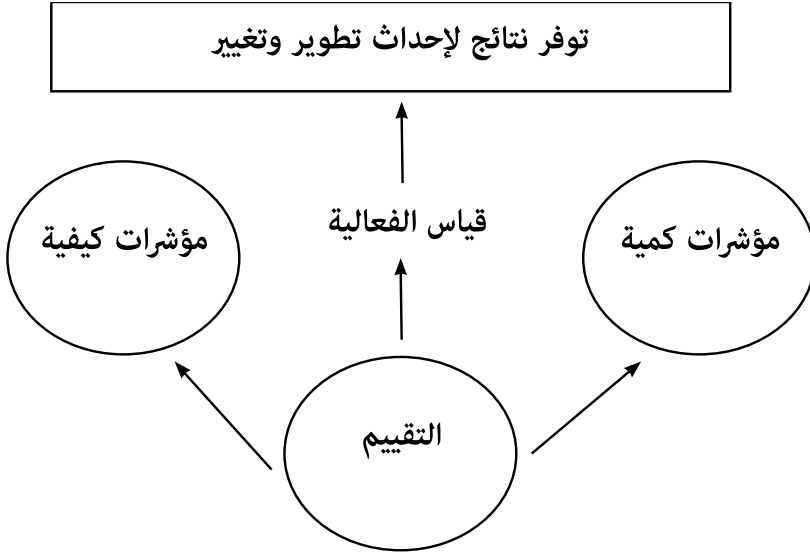 توفر نتائج لإحداث تطوير وتغيير
مؤشرات كمية
قياس الفعالية
مؤشرات كيفية
التقييم